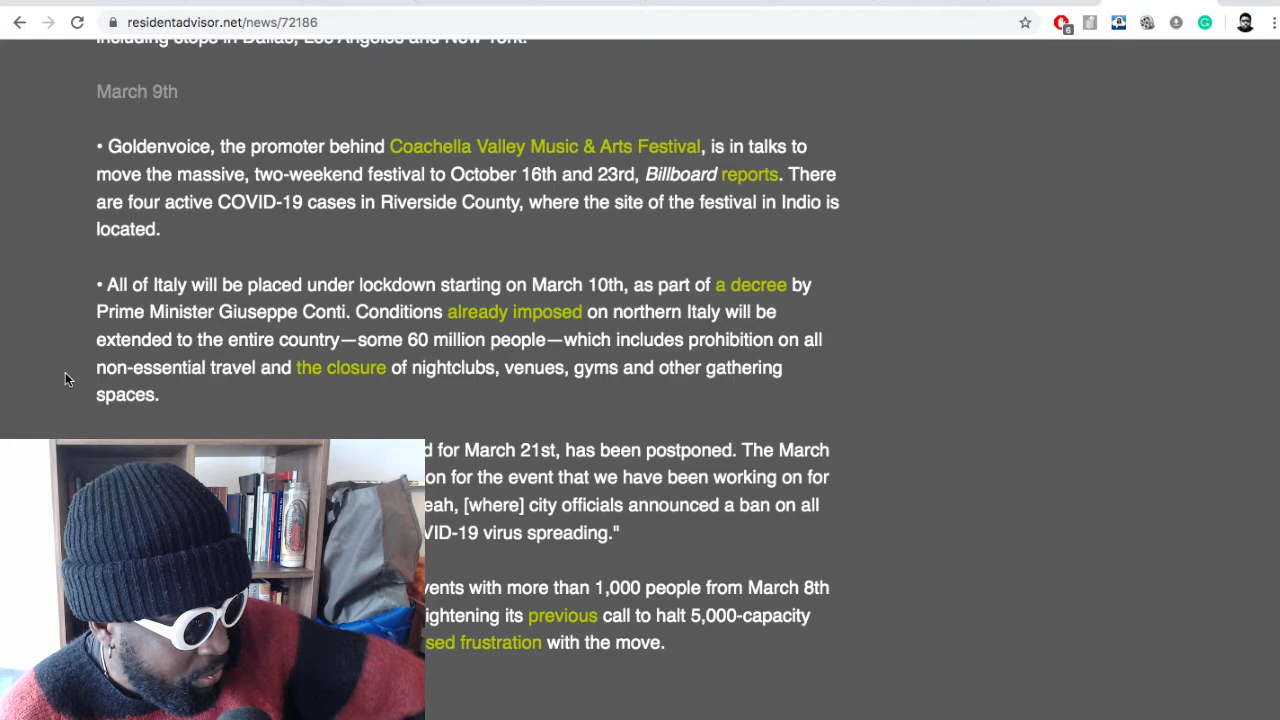 residentadvisor.net/news/72186
6
including stops in Dallas, Los Angeles and New York.
March 9th
• Goldenvoice, the promoter behind Coachella Valley Music & Arts Festival, is in talks to
move the massive, two-weekend festival to October 16th and 23rd, Billboard reports. There
are four active COVID-19 cases in Riverside County, where the site of the festival in Indio is
located.
• All of Italy will be placed under lockdown starting on March 10th, as part of a decree by
Prime Minister Giuseppe Conti. Conditions already imposed on northern Italy will be
extended to the entire country—some 60 million people—which includes prohibition on all
non-essential travel and the closure of nightclubs, venues, gyms and other gathering
spaces.
d for March 21st, has been postponed. The March
on for the event that we have been working on for
eah, [where] city officials announced a ban on all
VID-19 virus spreading."
vents with more than 1,000 people from March 8th
ightening its previous call to halt 5,000-capacity
sed frustration with the move.